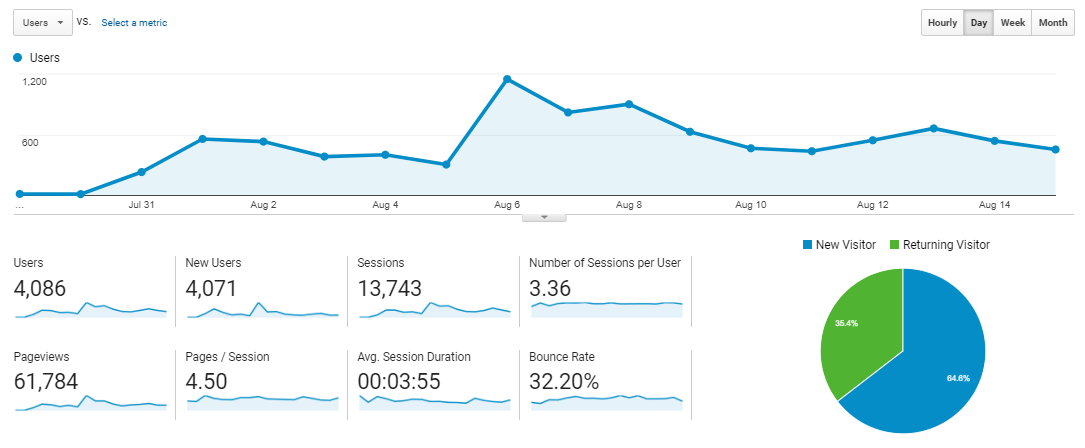 Users vs. Select a metric Hourly Day Week Month
Users
1,200
600
... Jul 31 Aug 2 Aug 4 Aug 6 Aug 8 Aug 10 Aug 12 Aug 14
New Visitor Returning Visitor
Users New Users Sessions Number of Sessions per User
4,086 4,071 13,743 3.36
35.4%
Pageviews Pages / Session Avg. Session Duration Bounce Rate
61,784 4.50 00:03:55 32.20%
64.6%